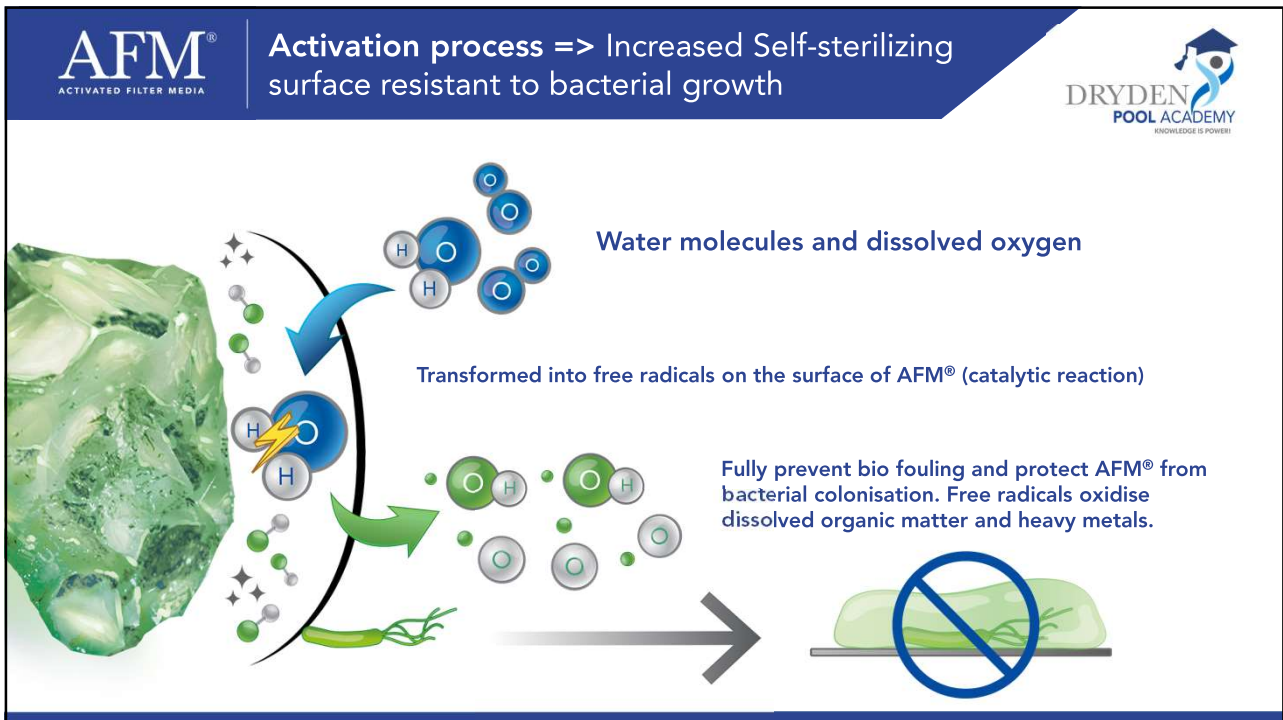 AFM®
ACTIVATED FILTER MEDIA
Activation process => Increased Self-sterilizing
surface resistant to bacterial growth
DRYDEN
POOL ACADEMY
KNOWLEDGE IS POWER!
O
O
H
O
H
O
O
Water molecules and dissolved oxygen
Transformed into free radicals on the surface of AFM® (catalytic reaction)
H
O
H
O
H
O
H
O
O
O
Fully prevent bio fouling and protect AFM® from
bacterial colonisation. Free radicals oxidise
dissolved organic matter and heavy metals.